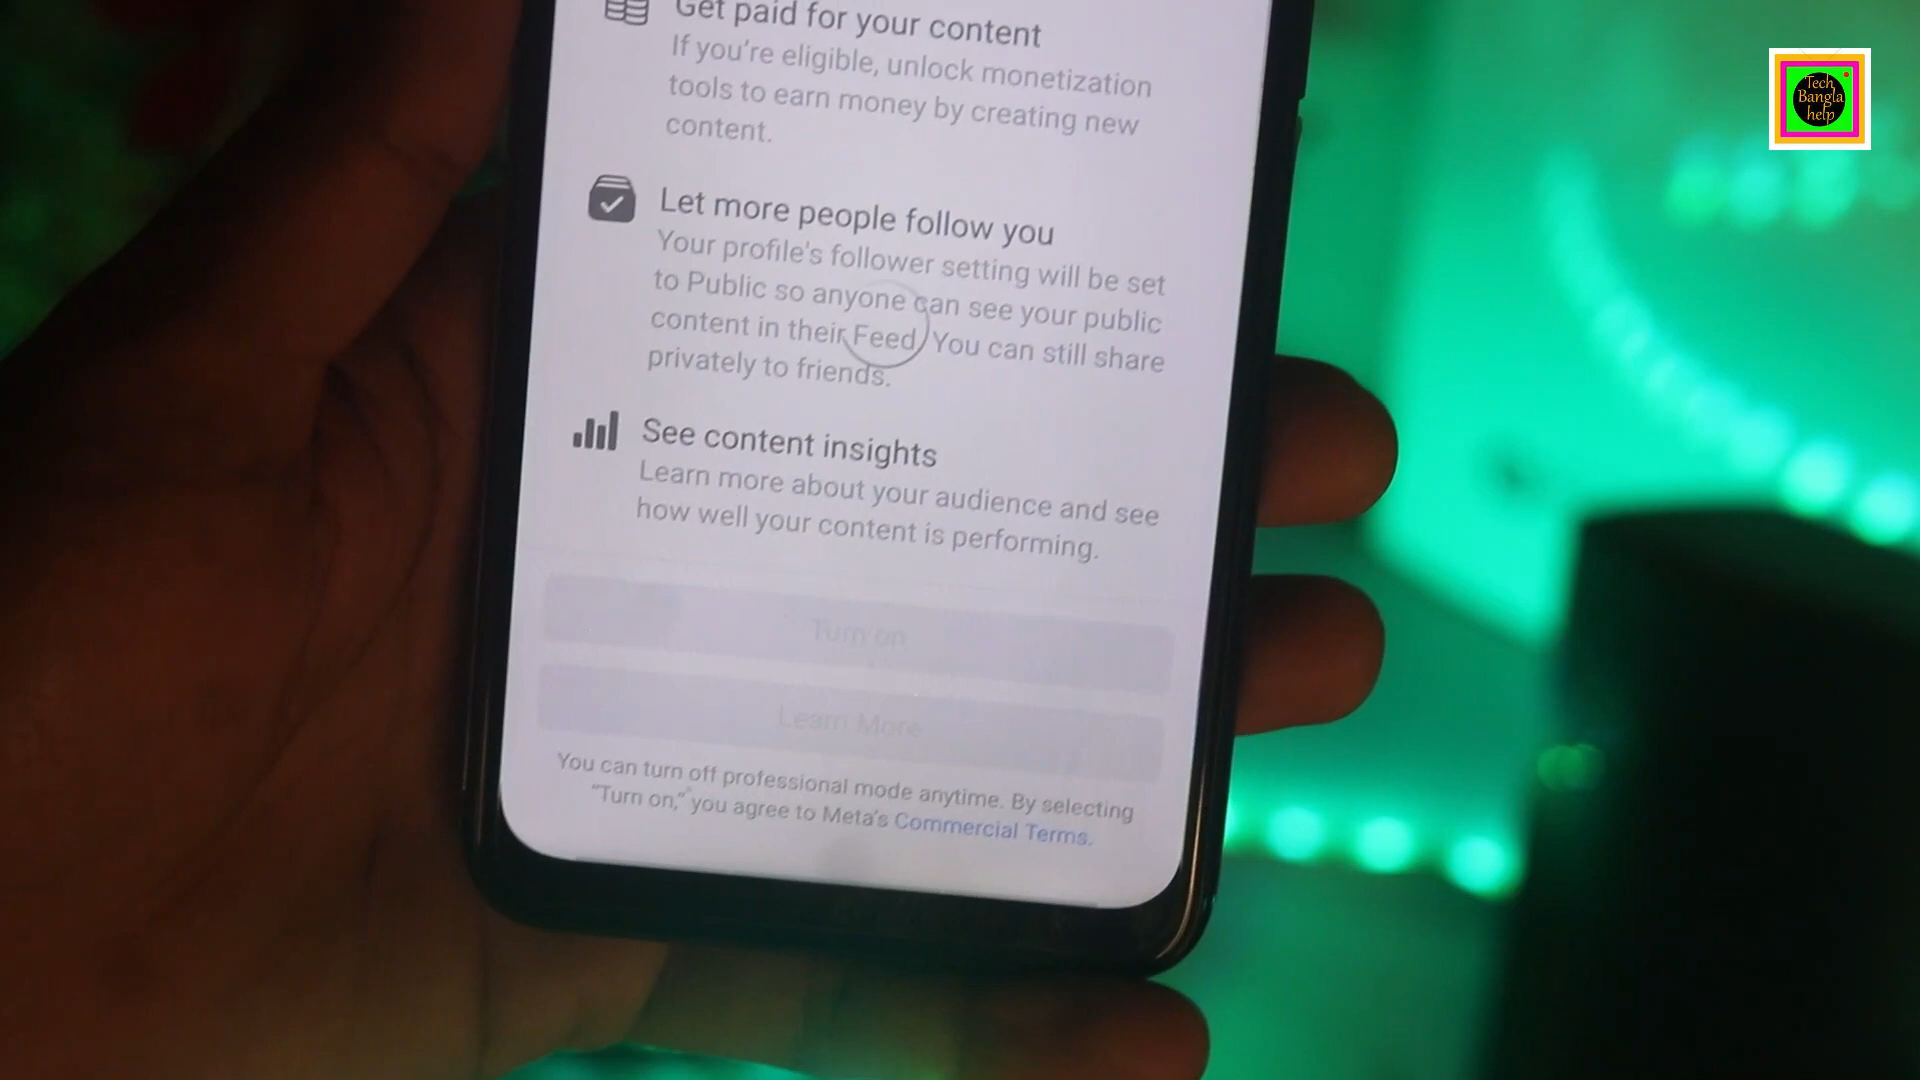 Get paid for your content
If you're eligible, unlock monetization
tools to earn money by creating new
content.
Let more people follow you
Your profile's follower setting will be set
to Public so anyone can see your public
content in their Feed. You can still share
privately to friends.
See content insights
Learn more about your audience and see
how well your content is performing.
Turn on
Learn More
You can turn off professional mode anytime. By selecting
"Turn on," you agree to Meta's Commercial Terms.
Tech
Bangla
help